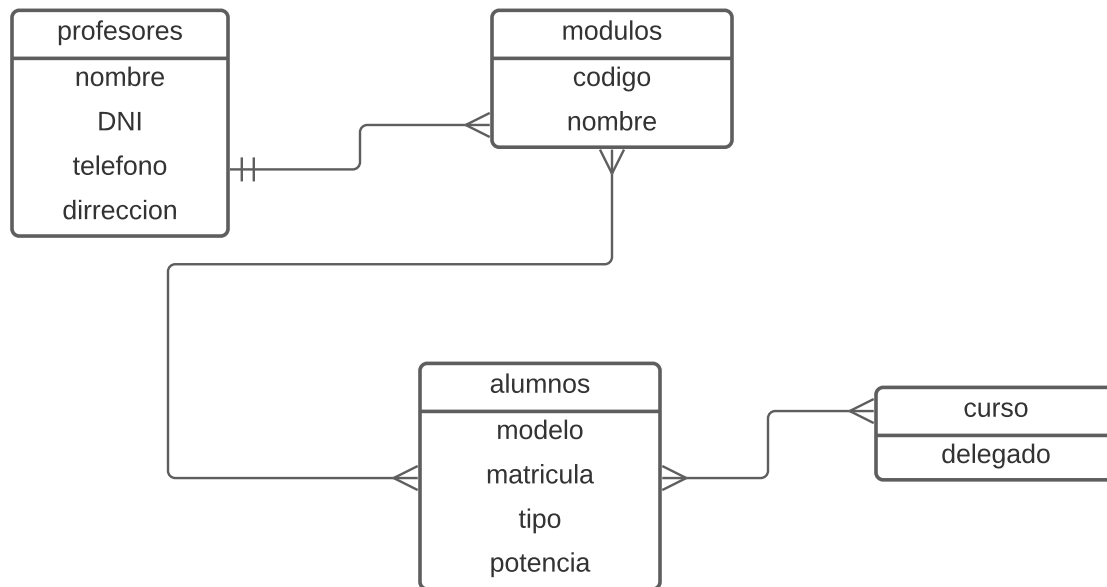 profesores
nombre
DNI
telefono
dirreccion
modulos
codigo
nombre
alumnos
modelo
matricula
tipo
potencia
curso
delegado